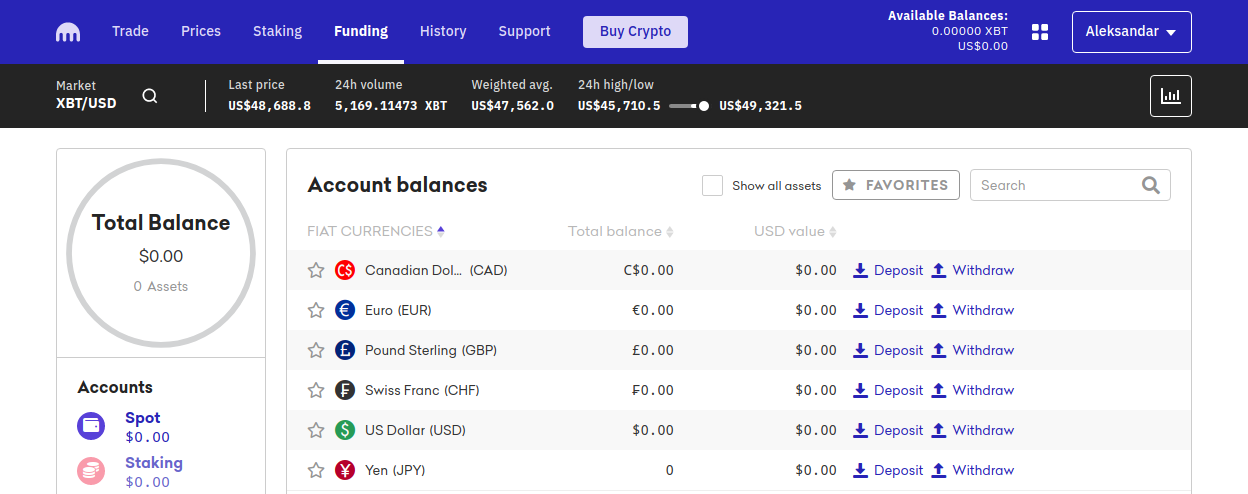 Trade Prices Staking Funding History Support Buy Crypto
Available Balances:
0.00000 XBT
US$0.00
Aleksandar
Market
XBT/USD
Last price
US$48,688.8
24h volume
5,169.11473 XBT
Weighted avg.
US$47,562.0
24h high/low
US$45,710.5 US$49,321.5
Total Balance
$0.00
0 Assets
Accounts
Spot
$0.00
Staking
$0.00
Account balances
Show all assets
FAVORITES
Search
FIAT CURRENCIES Total balance USD value
C$ Canadian Dol... (CAD) C$0.00 $0.00 Deposit Withdraw
€ Euro (EUR) €0.00 $0.00 Deposit Withdraw
£ Pound Sterling (GBP) £0.00 $0.00 Deposit Withdraw
₣ Swiss Franc (CHF) ₣0.00 $0.00 Deposit Withdraw
$ US Dollar (USD) $0.00 $0.00 Deposit Withdraw
¥ Yen (JPY) 0 $0.00 Deposit Withdraw